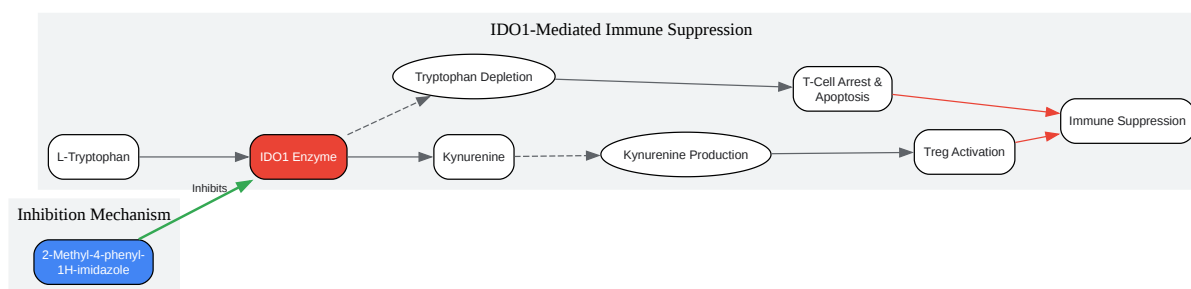 IDO1-Mediated Immune Suppression
Tryptophan Depletion
T-Cell Arrest &
Apoptosis
Immune Suppression
L-Tryptophan
IDO1 Enzyme
Kynurenine
Kynurenine Production
Treg Activation
Inhibits
Inhibition Mechanism
2-Methyl-4-phenyl-
1H-imidazole